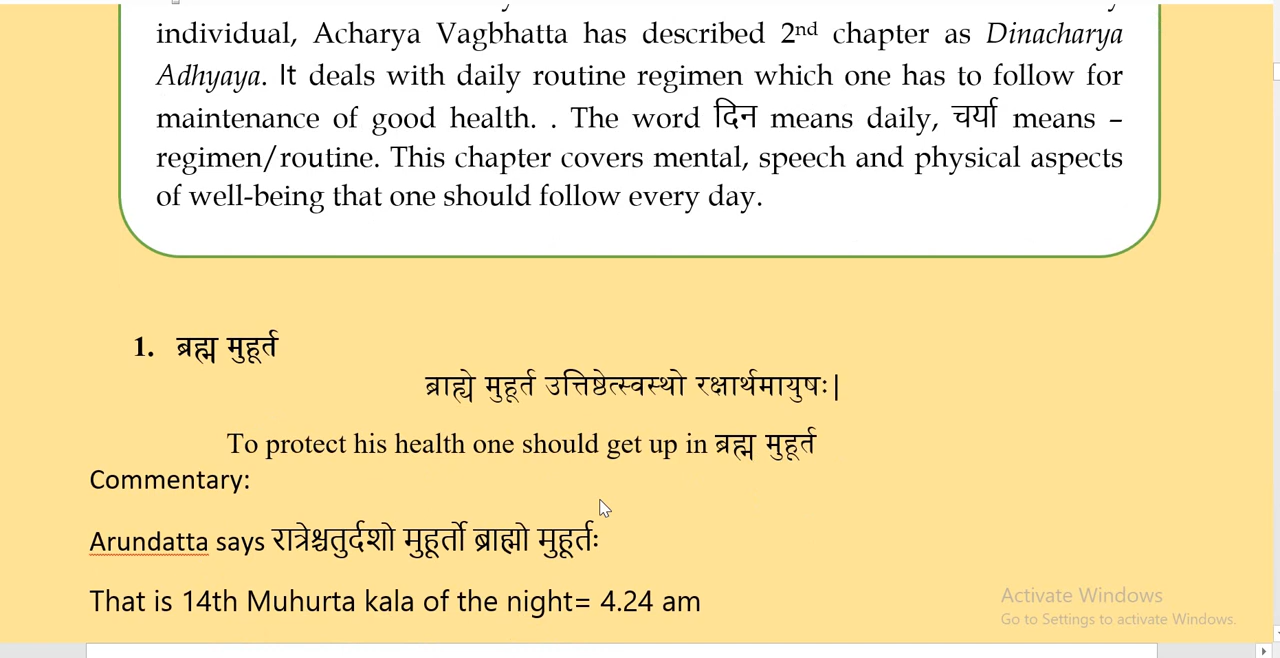 individual, Acharya Vagbhatta has described 2nd chapter as Dinacharya
Adhyaya. It deals with daily routine regimen which one has to follow for
maintenance of good health. . The word दिन means daily, चर्या means –
regimen/routine. This chapter covers mental, speech and physical aspects
of well-being that one should follow every day.
1. ब्रह्म मुहूर्त
ब्राह्ये मुहूर्त उत्तिष्ठेत्स्वस्थो रक्षार्थमायुषः|
To protect his health one should get up in ब्रह्म मुहूर्त
Commentary:
Arundatta says रात्रेश्चतुर्दशो मुहूर्तो ब्राह्मो मुहूर्तः
That is 14th Muhurta kala of the night= 4.24 am
Activate Windows
Go to Settings to activate Windows.